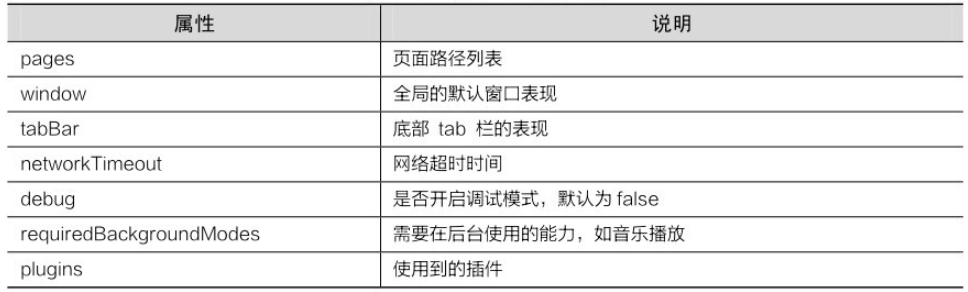 属性 说明
pages 页面路径列表
window 全局的默认窗口表现
tabBar 底部 tab 栏的表现
networkTimeout 网络超时时间
debug 是否开启调试模式，默认为 false
requiredBackgroundModes 需要在后台使用的能力，如音乐播放
plugins 使用到的插件